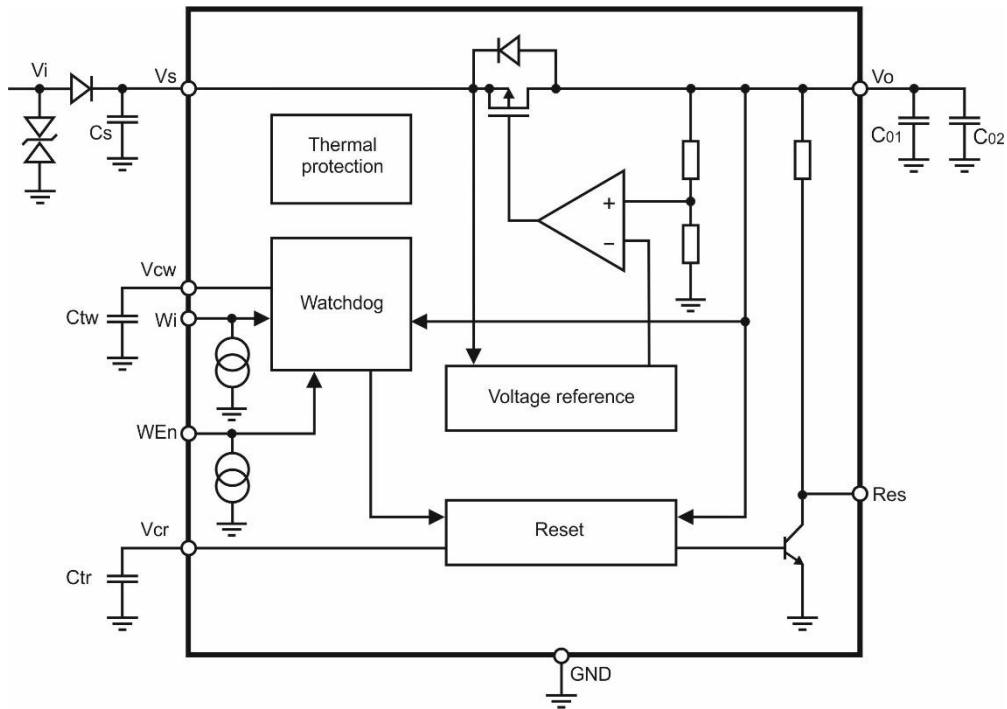 Vi
Vs
Vo
Cs
C01
C02
Thermal
protection
+
−
Vcw
Watchdog
Ctw
Wi
Voltage reference
WEn
Res
Vcr
Reset
Ctr
GND